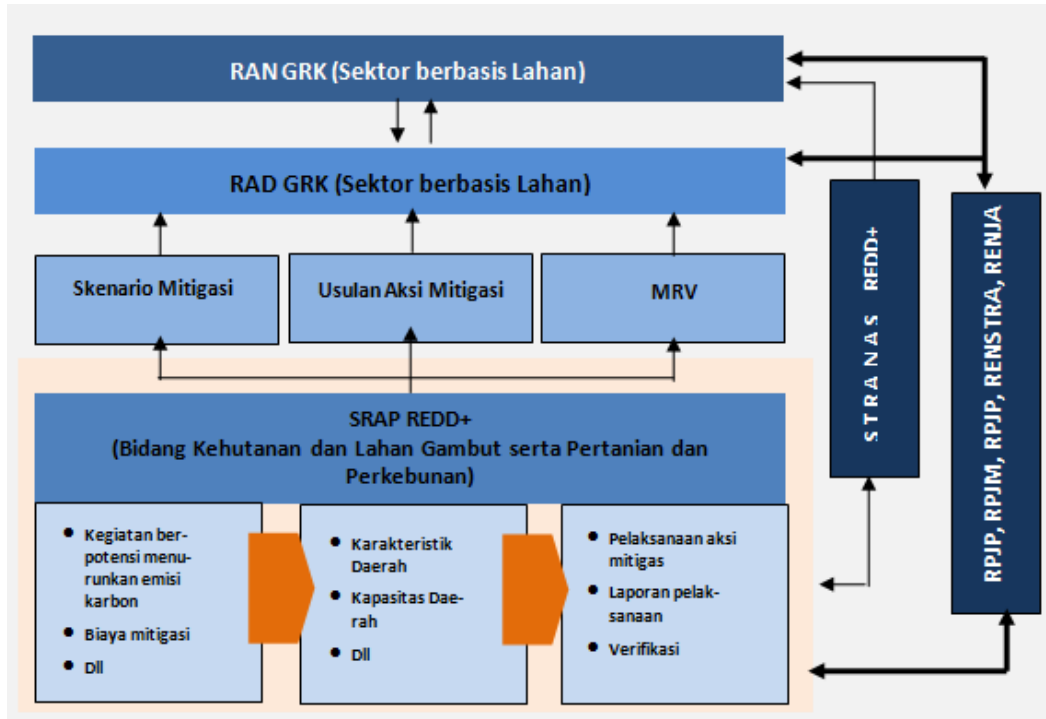 RAN GRK (Sektor berbasis Lahan)
RAD GRK (Sektor berbasis Lahan)
Skenario Mitigasi
Usulan Aksi Mitigasi
MRV
SRAP REDD+
(Bidang Kehutanan dan Lahan Gambut serta Pertanian dan
Perkebunan)
• Kegiatan ber-
potensi menu-
runkan emisi
karbon
• Biaya mitigasi
• Dll
• Karakteristik
Daerah
• Kapasitas Dae-
rah
• Dll
• Pelaksanaan aksi
mitigas
• Laporan pelak-
sanaan
• Verifikasi
STRANAS REDD+
RPJP, RPJM, RPJP, RENSTRA, RENJA